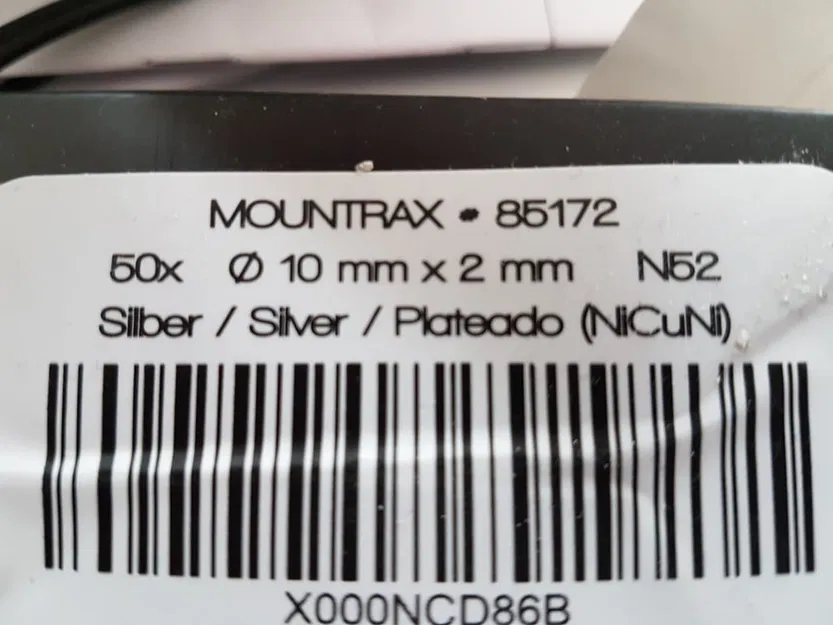 MOUNTRAX • 85172
50x Ø 10 mm x 2 mm N52
Silber / Silver / Plateado (NiCuNi)
X000NCD86B